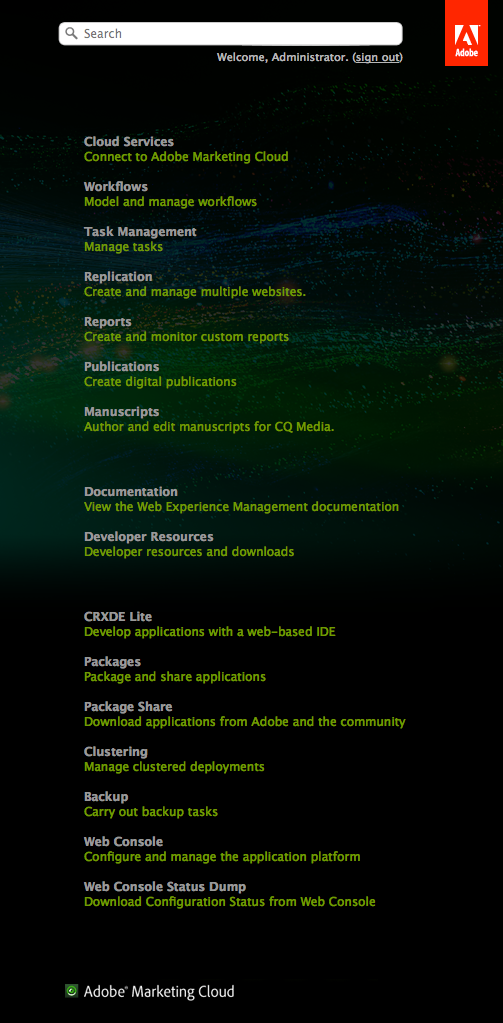 Search
Adobe
Welcome, Administrator. (sign out)
Cloud Services
Connect to Adobe Marketing Cloud
Workflows
Model and manage workflows
Task Management
Manage tasks
Replication
Create and manage multiple websites.
Reports
Create and monitor custom reports
Publications
Create digital publications
Manuscripts
Author and edit manuscripts for CQ Media.
Documentation
View the Web Experience Management documentation
Developer Resources
Developer resources and downloads
CRXDE Lite
Develop applications with a web-based IDE
Packages
Package and share applications
Package Share
Download applications from Adobe and the community
Clustering
Manage clustered deployments
Backup
Carry out backup tasks
Web Console
Configure and manage the application platform
Web Console Status Dump
Download Configuration Status from Web Console
Adobe® Marketing Cloud